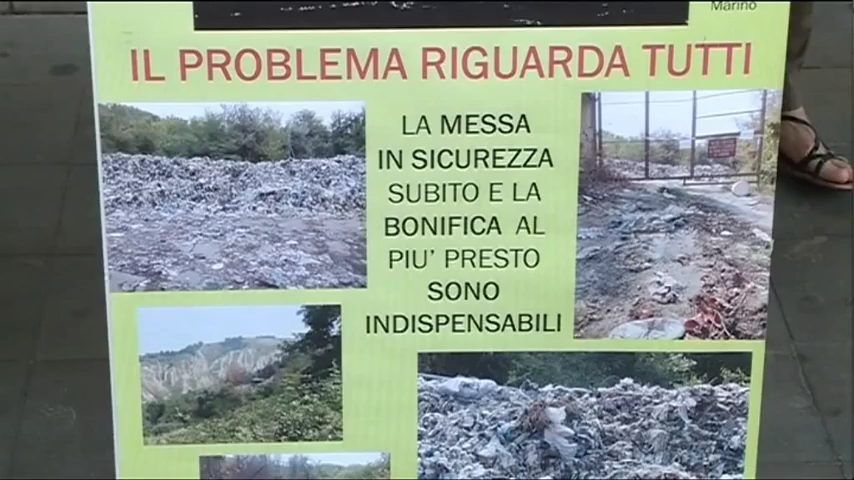 Marino
IL PROBLEMA RIGUARDA TUTTI
LA MESSA
IN SICUREZZA
SUBITO E LA
BONIFICA AL
PIU' PRESTO
SONO
INDISPENSABILI